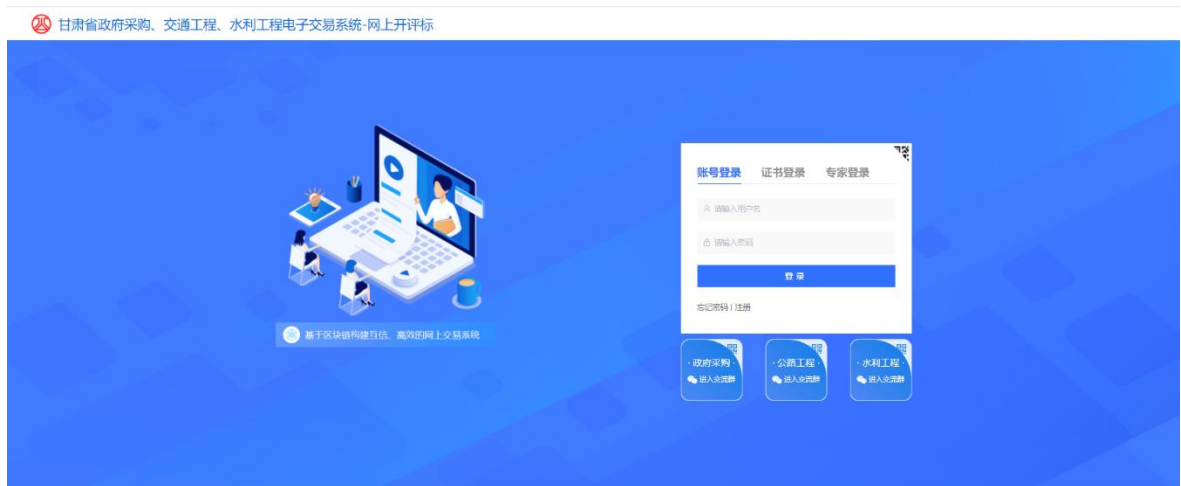 甘肃省政府采购、交通工程、水利工程电子交易系统-网上开评标
账号登录 证书登录 专家登录
请输入用户名
请输入密码
登 录
忘记密码 | 注册
基于区块链构建互信、高效的网上交易系统
· 政府采购 · · 公路工程 · · 水利工程 ·
进入交流群 进入交流群 进入交流群